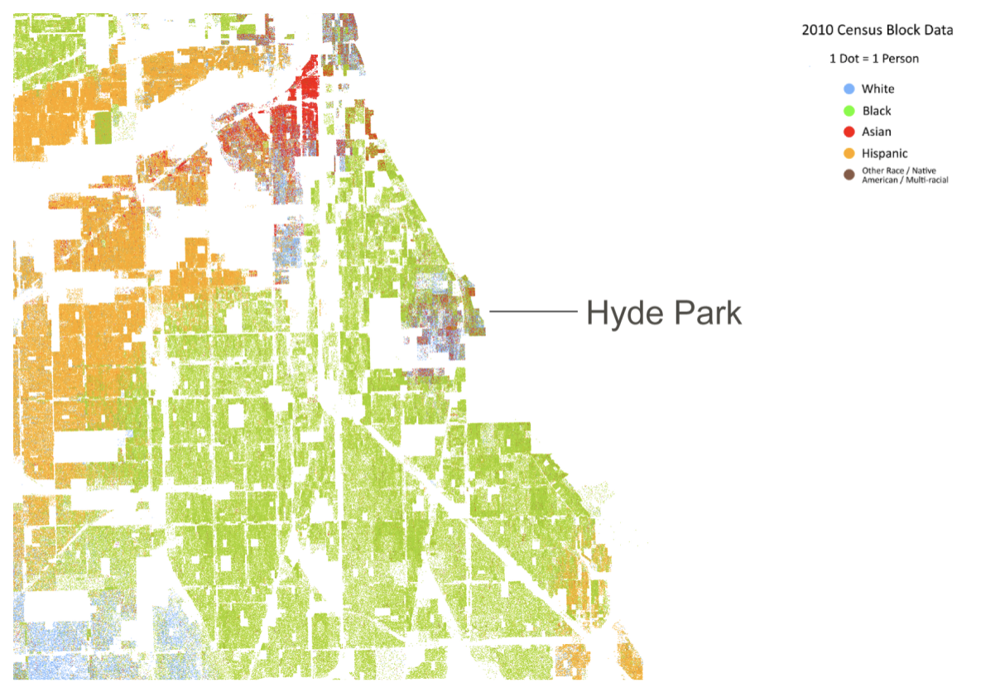 2010 Census Block Data
1 Dot = 1 Person
White
Black
Asian
Hispanic
Other Race / Native
American / Multi-racial
Hyde Park